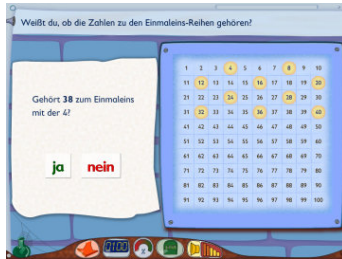 Weißt du, ob die Zahlen zu den Einmaleins-Reihen gehören?
Gehört 38 zum Einmaleins
mit der 4?
ja nein
1 2 3 4 5 6 7 8 9 10
11 12 13 14 15 16 17 18 19 20
21 22 23 24 25 26 27 28 29 30
31 32 33 34 35 36 37 38 39 40
41 42 43 44 45 46 47 48 49 50
51 52 53 54 55 56 57 58 59 60
61 62 63 64 65 66 67 68 69 70
71 72 73 74 75 76 77 78 79 80
81 82 83 84 85 86 87 88 89 90
91 92 93 94 95 96 97 98 99 100